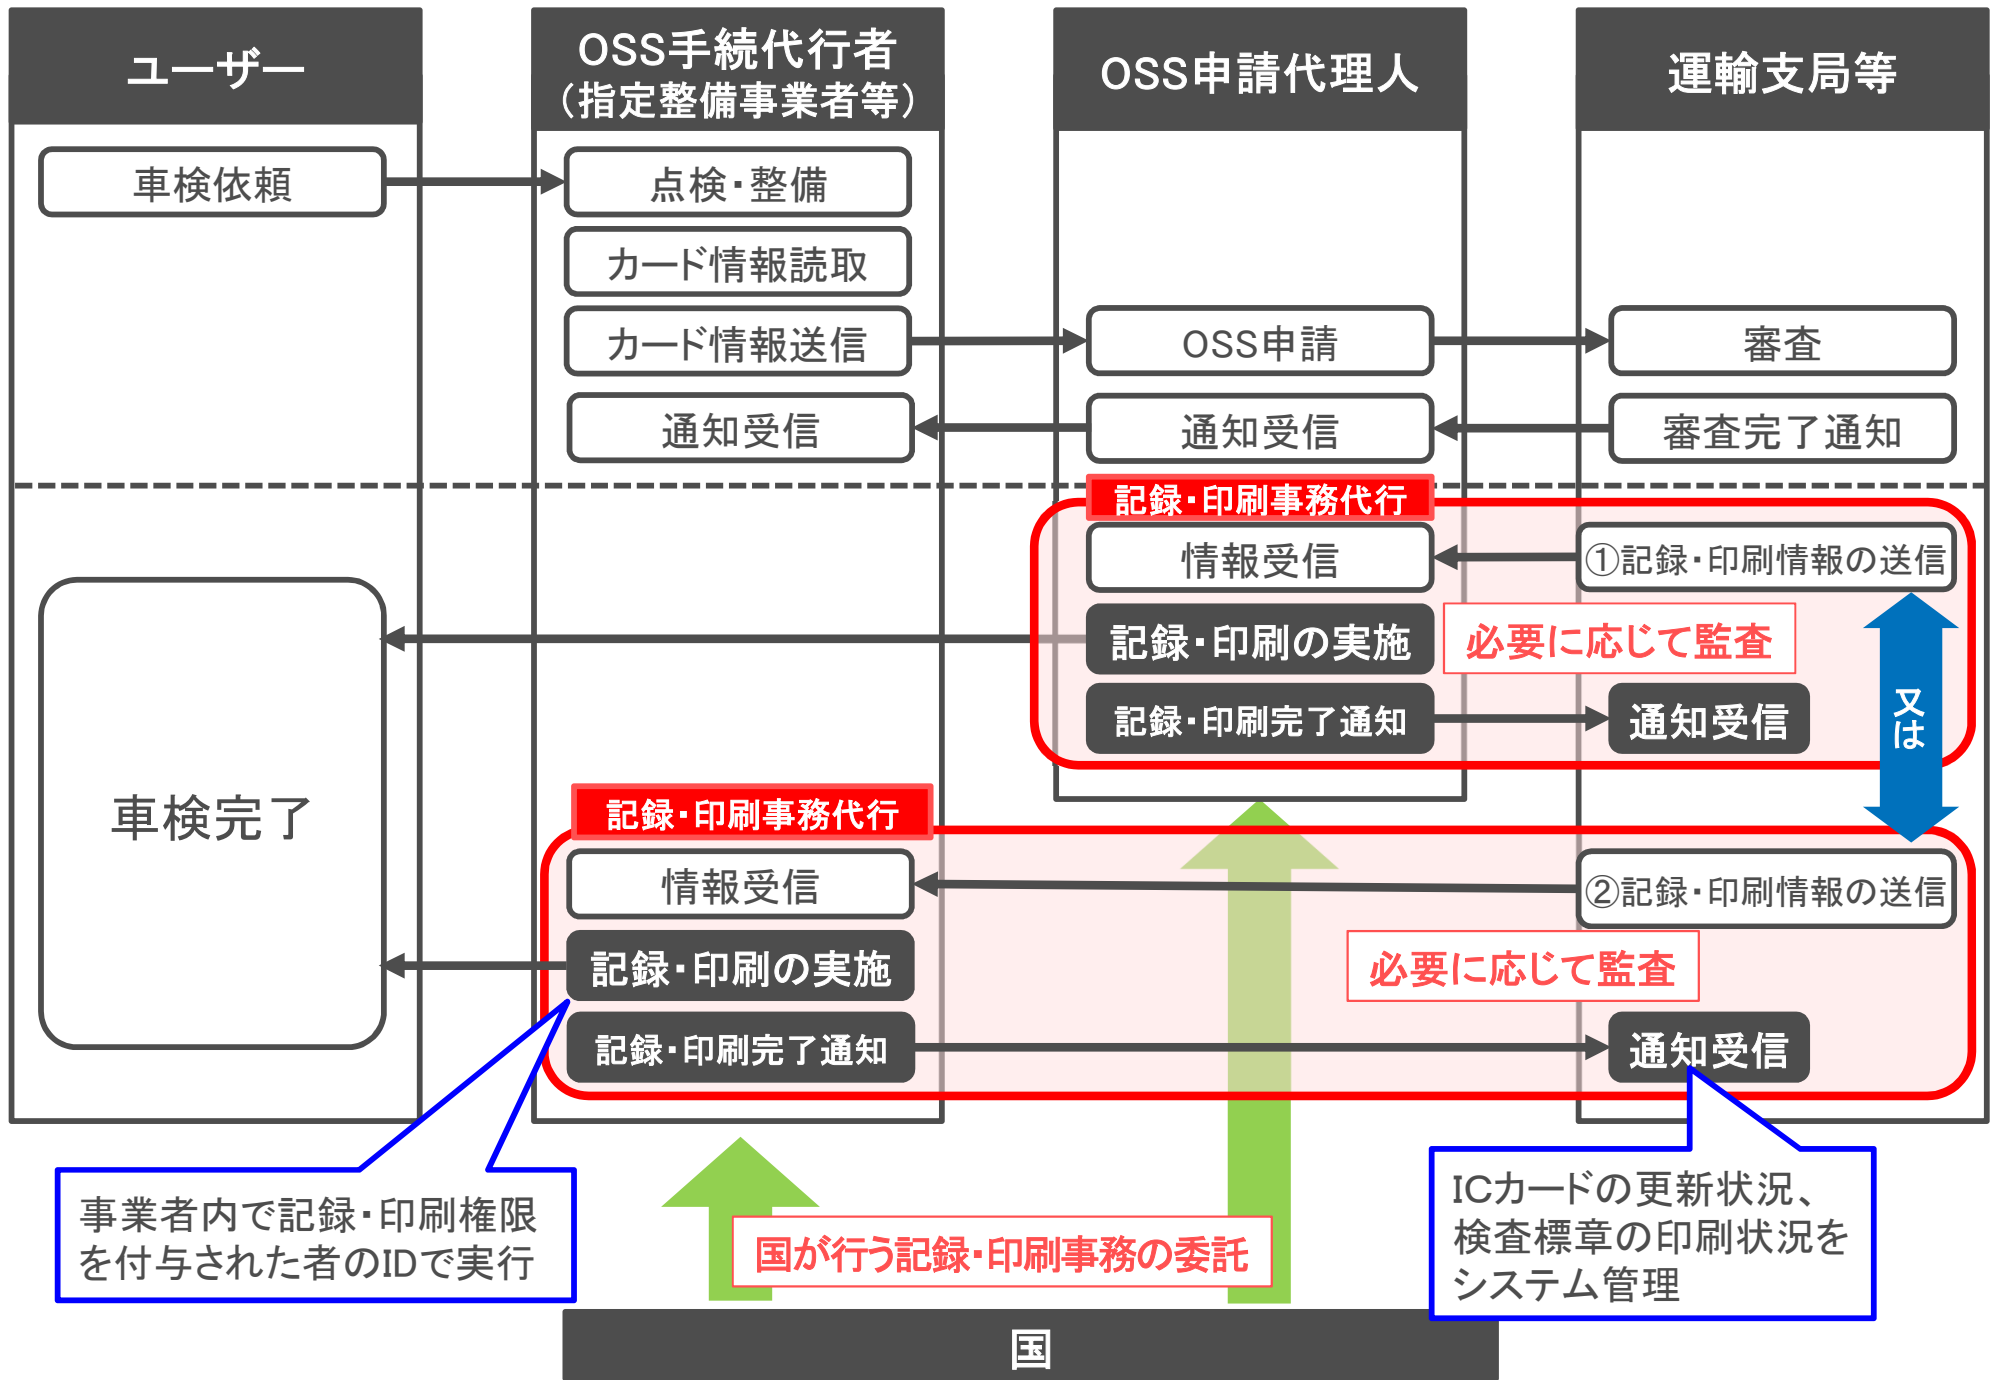 ユーザー
OSS手続代行者
（指定整備事業者等）
OSS申請代理人
運輸支局等
車検依頼
点検・整備
カード情報読取
カード情報送信
OSS申請
審査
通知受信
通知受信
審査完了通知
記録・印刷事務代行
情報受信
①記録・印刷情報の送信
記録・印刷の実施
必要に応じて監査
記録・印刷完了通知
通知受信
又は
車検完了
記録・印刷事務代行
情報受信
②記録・印刷情報の送信
記録・印刷の実施
必要に応じて監査
記録・印刷完了通知
通知受信
事業者内で記録・印刷権限
を付与された者のIDで実行
国が行う記録・印刷事務の委託
ICカードの更新状況、
検査標章の印刷状況を
システム管理
国